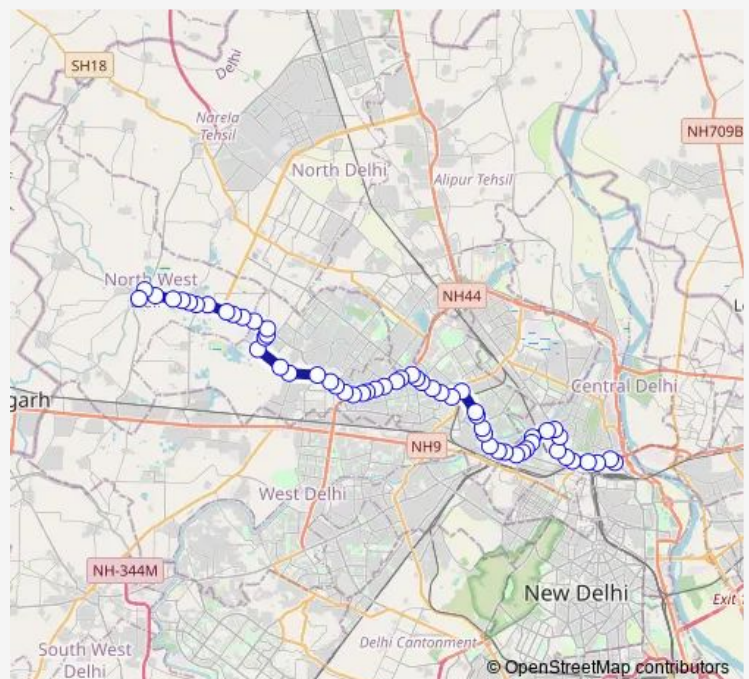 SH18
Delhi
Narela
Tehsil
NH709B
North Delhi
Alipur Tehsil
North West
NH44
Central Delhi
garh
NH9
West Delhi
NH-344M
New Delhi
Exit
Delhi Cantonment
South West
Delhi
© OpenStreetMap contributors